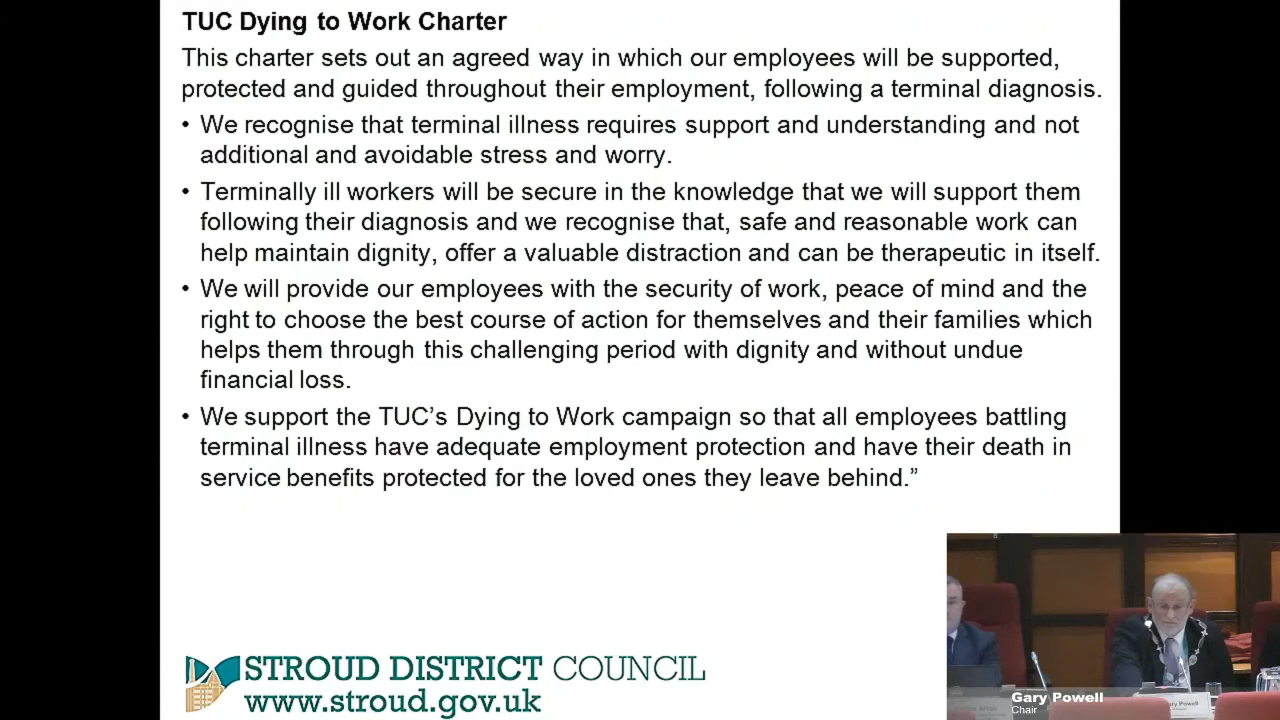 TUC Dying to Work Charter
This charter sets out an agreed way in which our employees will be supported,
protected and guided throughout their employment, following a terminal diagnosis.
• We recognise that terminal illness requires support and understanding and not
additional and avoidable stress and worry.
• Terminally ill workers will be secure in the knowledge that we will support them
following their diagnosis and we recognise that, safe and reasonable work can
help maintain dignity, offer a valuable distraction and can be therapeutic in itself.
• We will provide our employees with the security of work, peace of mind and the
right to choose the best course of action for themselves and their families which
helps them through this challenging period with dignity and without undue
financial loss.
• We support the TUC’s Dying to Work campaign so that all employees battling
terminal illness have adequate employment protection and have their death in
service benefits protected for the loved ones they leave behind.”
STROUD DISTRICT COUNCIL
www.stroud.gov.uk
Gary Powell
Chair
Gary Powell